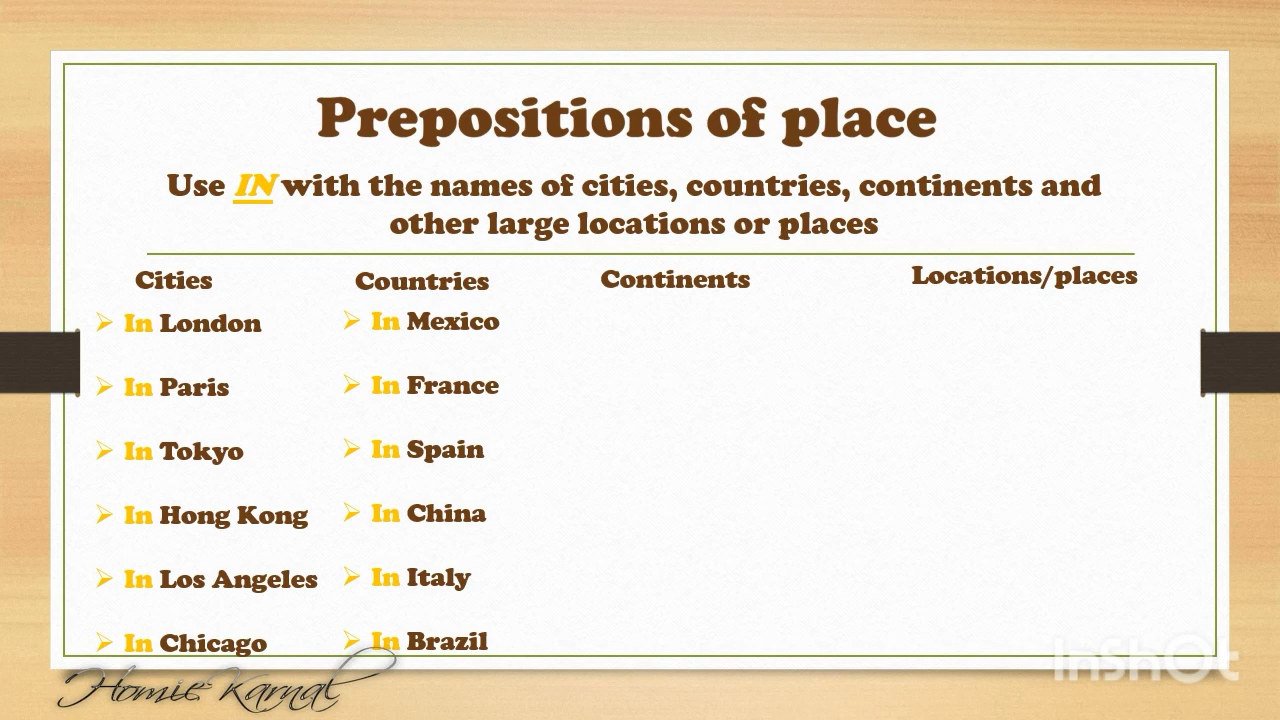 Prepositions of place
Use IN with the names of cities, countries, continents and
other large locations or places
Cities
Countries
Continents
Locations/places
In London
In Paris
In Tokyo
In Hong Kong
In Los Angeles
In Chicago
In Mexico
In France
In Spain
In China
In Italy
In Brazil
Homie Karnal
InShOt